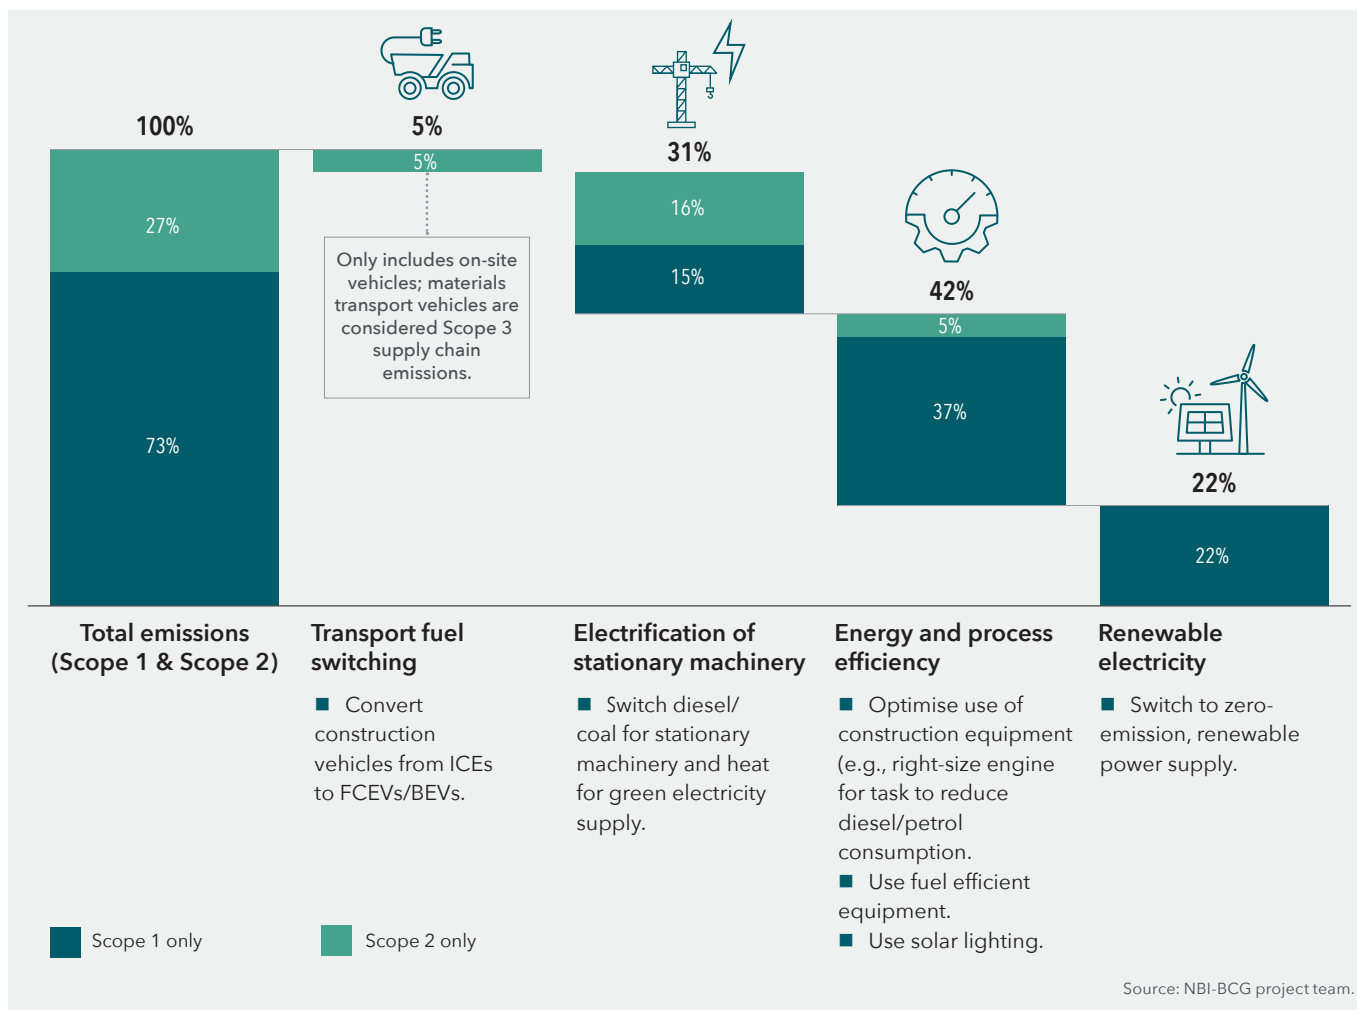 100%
27%
73%
5%
5%
Only includes on-site
vehicles; materials
transport vehicles are
considered Scope 3
supply chain
emissions.
31%
16%
15%
42%
5%
37%
22%
22%
Total emissions
(Scope 1 & Scope 2)
Transport fuel
switching
■ Convert
construction
vehicles from ICEs
to FCEVs/BEVs.
Electrification of
stationary machinery
■ Switch diesel/
coal for stationary
machinery and heat
for green electricity
supply.
Energy and process
efficiency
■ Optimise use of
construction equipment
(e.g., right-size engine
for task to reduce
diesel/petrol
consumption.
■ Use fuel efficient
equipment.
■ Use solar lighting.
Renewable
electricity
■ Switch to zero-
emission, renewable
power supply.
Scope 1 only
Scope 2 only
Source: NBI-BCG project team.